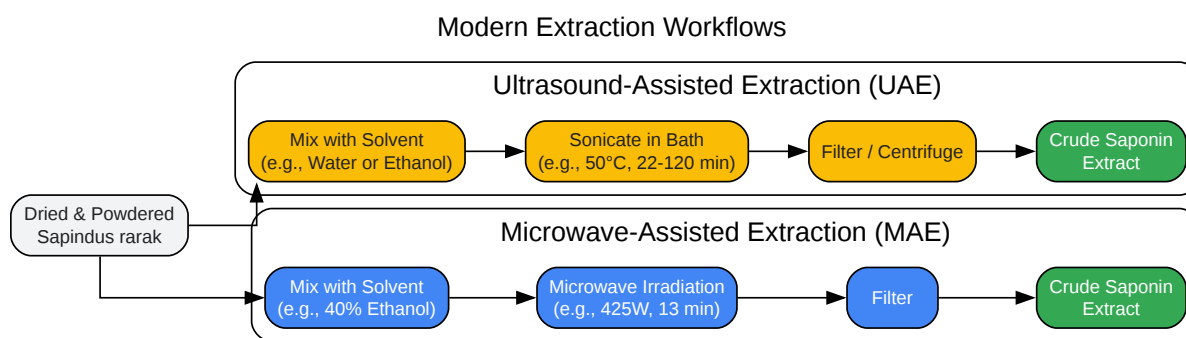 Modern Extraction Workflows
Ultrasound-Assisted Extraction (UAE)
Mix with Solvent
(e.g., Water or Ethanol)
Sonicate in Bath
(e.g., 50°C, 22-120 min)
Filter / Centrifuge
Crude Saponin
Extract
Dried & Powdered
Sapindus rarak
Microwave-Assisted Extraction (MAE)
Mix with Solvent
(e.g., 40% Ethanol)
Microwave Irradiation
(e.g., 425W, 13 min)
Filter
Crude Saponin
Extract